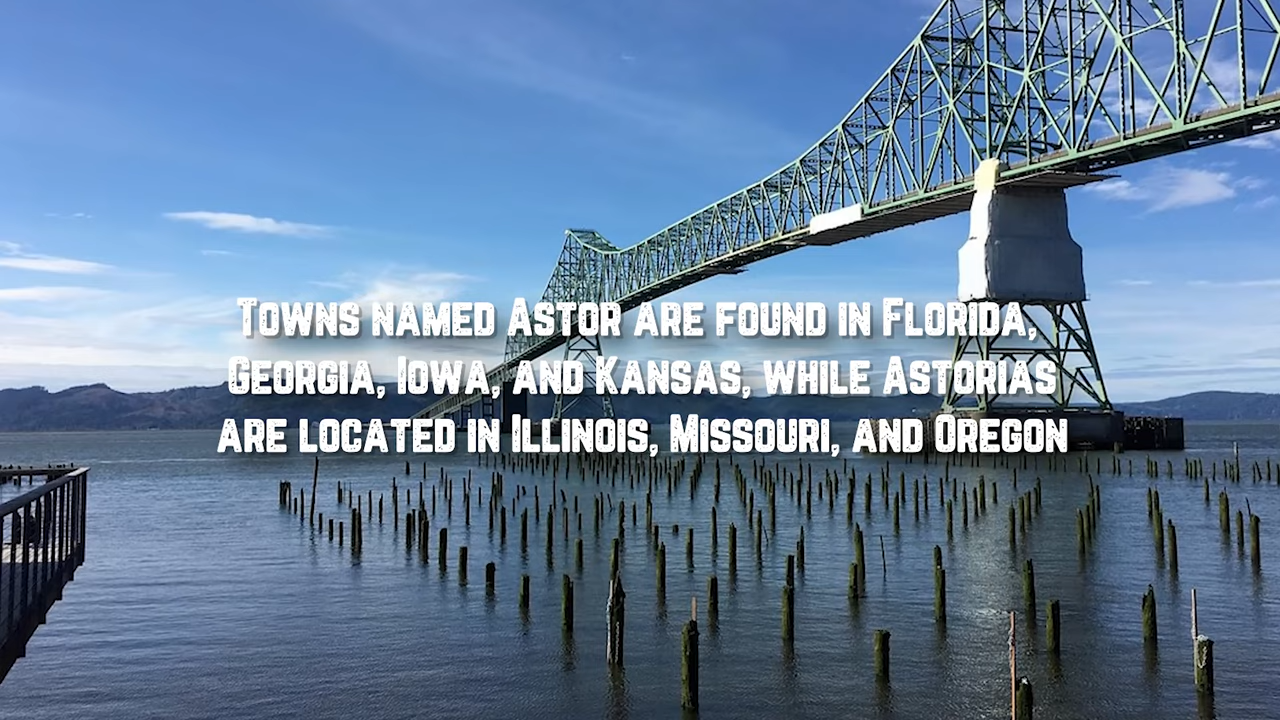 Towns named Astor are found in Florida,
Georgia, Iowa, and Kansas, while Astorias
are located in Illinois, Missouri, and Oregon